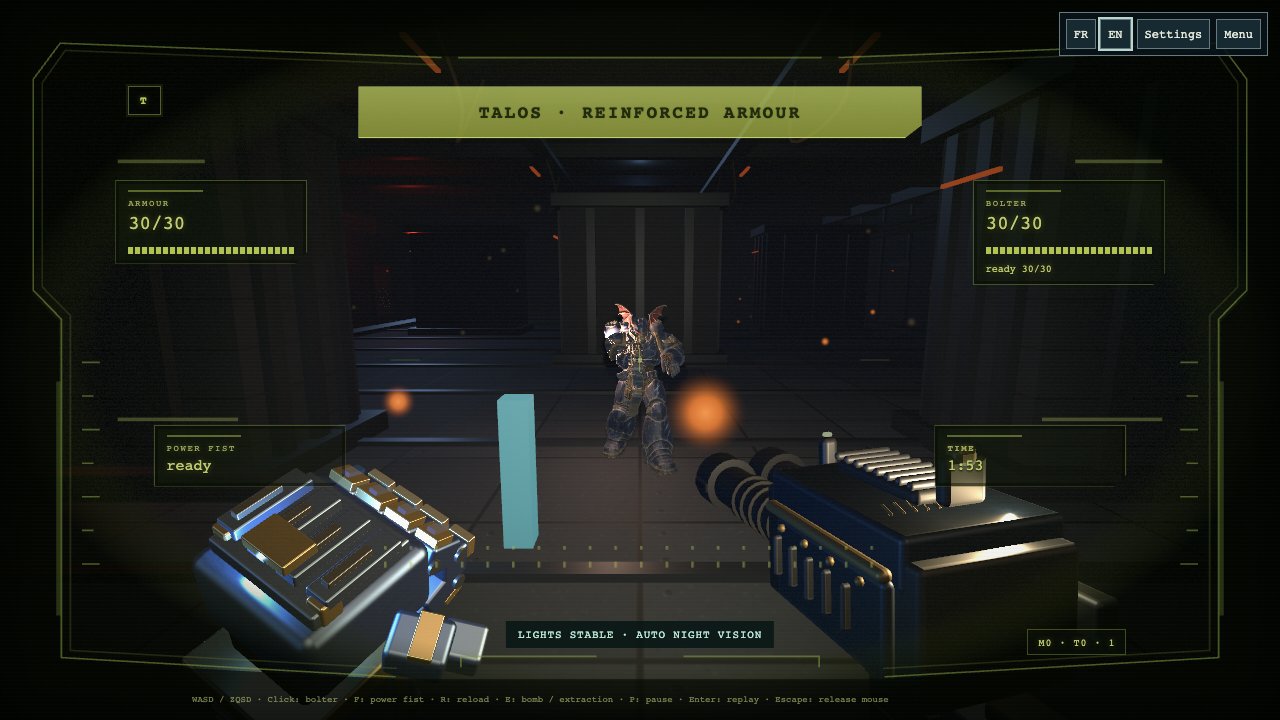 FR EN Settings Menu
T
TALOS · REINFORCED ARMOUR
ARMOUR
30/30
BOLTER
30/30
ready 30/30
POWER FIST
ready
TIME
1:53
LIGHTS STABLE · AUTO NIGHT VISION
M0 · T0 · 1
WASD / ZQSD · Click: bolter · F: power fist · R: reload · E: bomb / extraction · P: pause · Enter: replay · Escape: release mouse